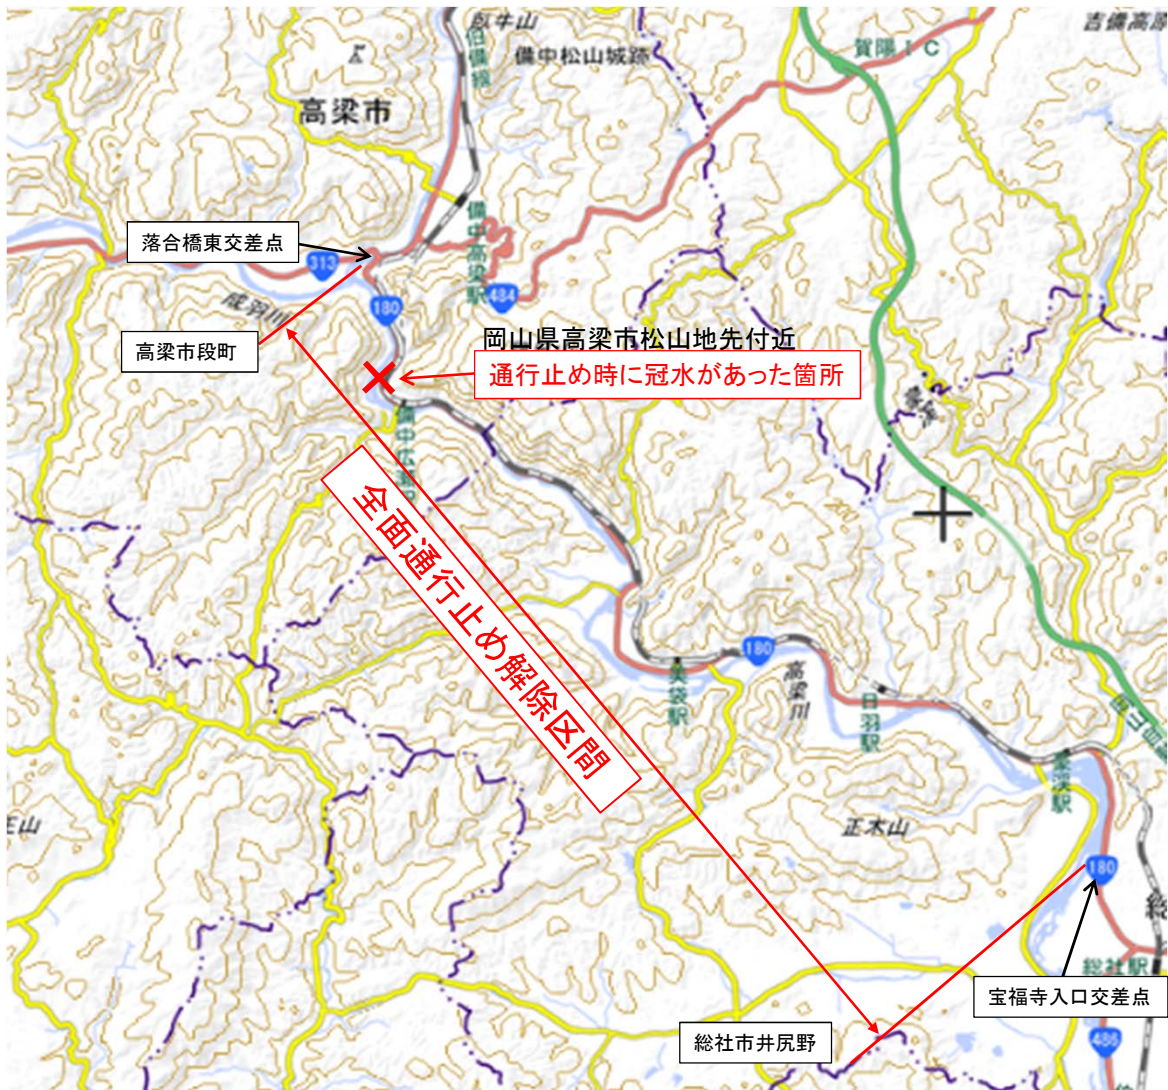 臥牛山
伯備線
備中松山城跡
賀陽IC
吉備高原
高梁市
落合橋東交差点
313
備中高梁駅
484
成羽川
180
高梁市段町
岡山県高梁市松山地先付近
通行止め時に冠水があった箇所
備中広瀬駅
200
全面通行止め解除区間
180
美袋駅
高梁川
日羽駅
豪渓駅
正木山
180
総
総社駅
宝福寺入口交差点
総社市井尻野
486